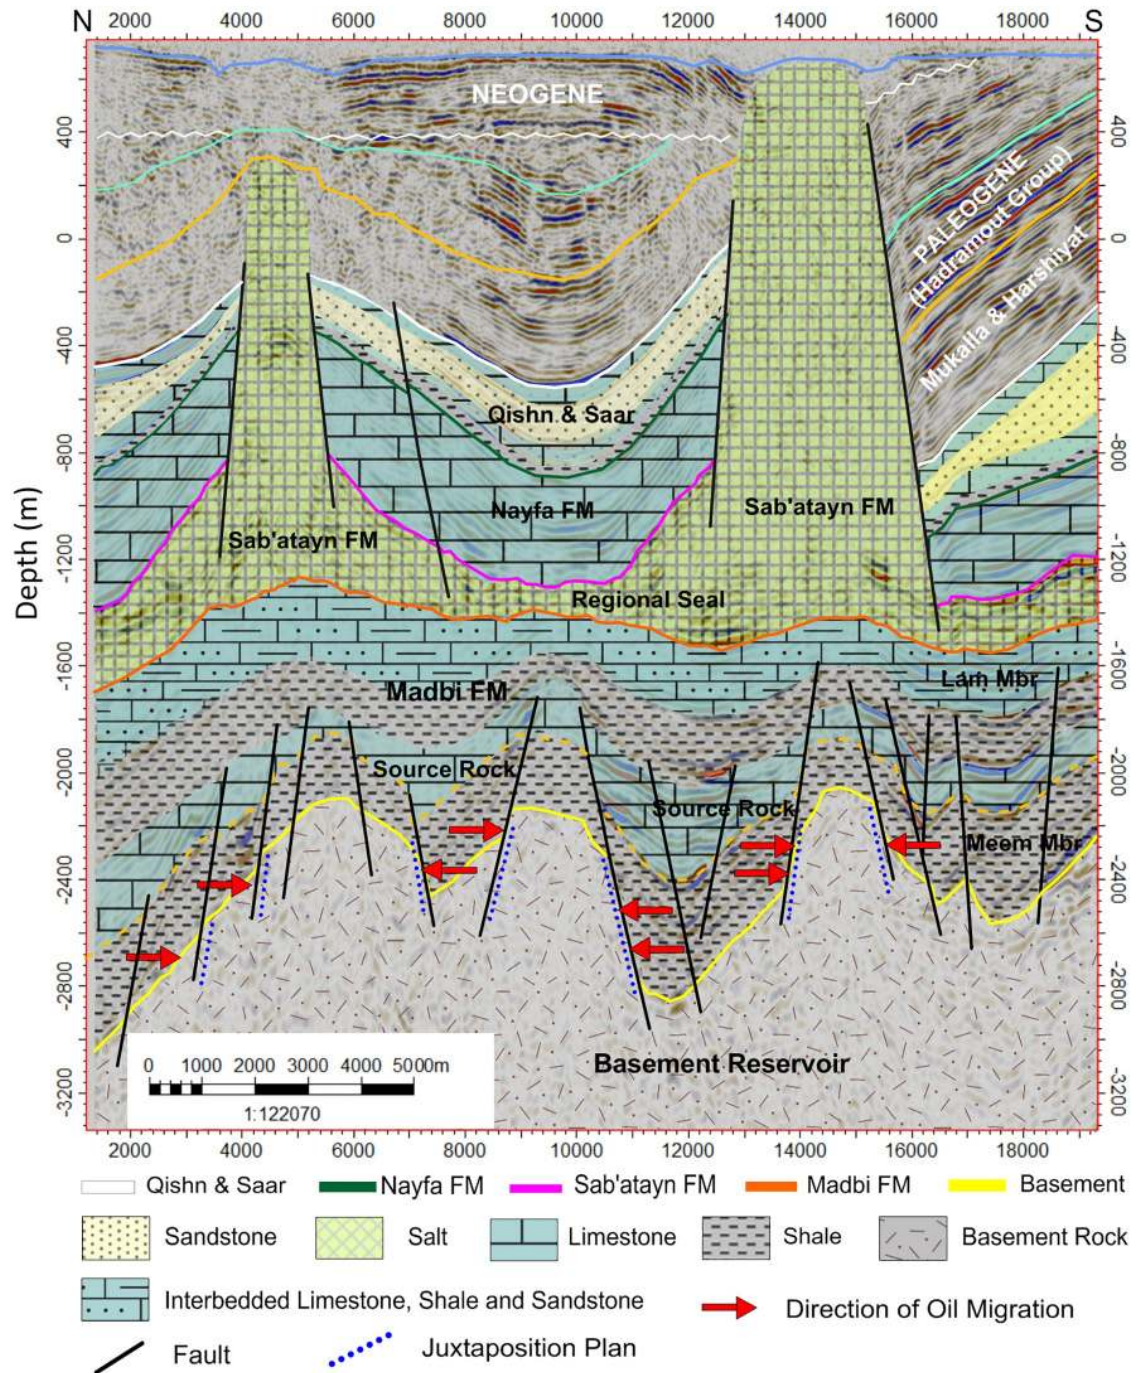 N S
2000 4000 6000 8000 10000 12000 14000 16000 18000
NEOGENE
400 400
PALEOGENE
(Hadramout Group)
0 0
Mukalla & Harshiyat
-400 -400
Qishn & Saar
-800 -800
Nayfa FM
Sab'atayn FM
Sab'atayn FM
Depth (m)
-1200 -1200
Regional Seal
-1600 -1600
Lam Mbr
Madbi FM
Source Rock
-2000 -2000
Source Rock
Meem Mbr
-2400 -2400
-2800 -2800
Basement Reservoir
0 1000 2000 3000 4000 5000m
1:122070
-3200 -3200
2000 4000 6000 8000 10000 12000 14000 16000 18000
Qishn & Saar Nayfa FM Sab'atayn FM Madbi FM Basement
Sandstone Salt Limestone Shale Basement Rock
Interbedded Limestone, Shale and Sandstone Direction of Oil Migration
Fault Juxtaposition Plan